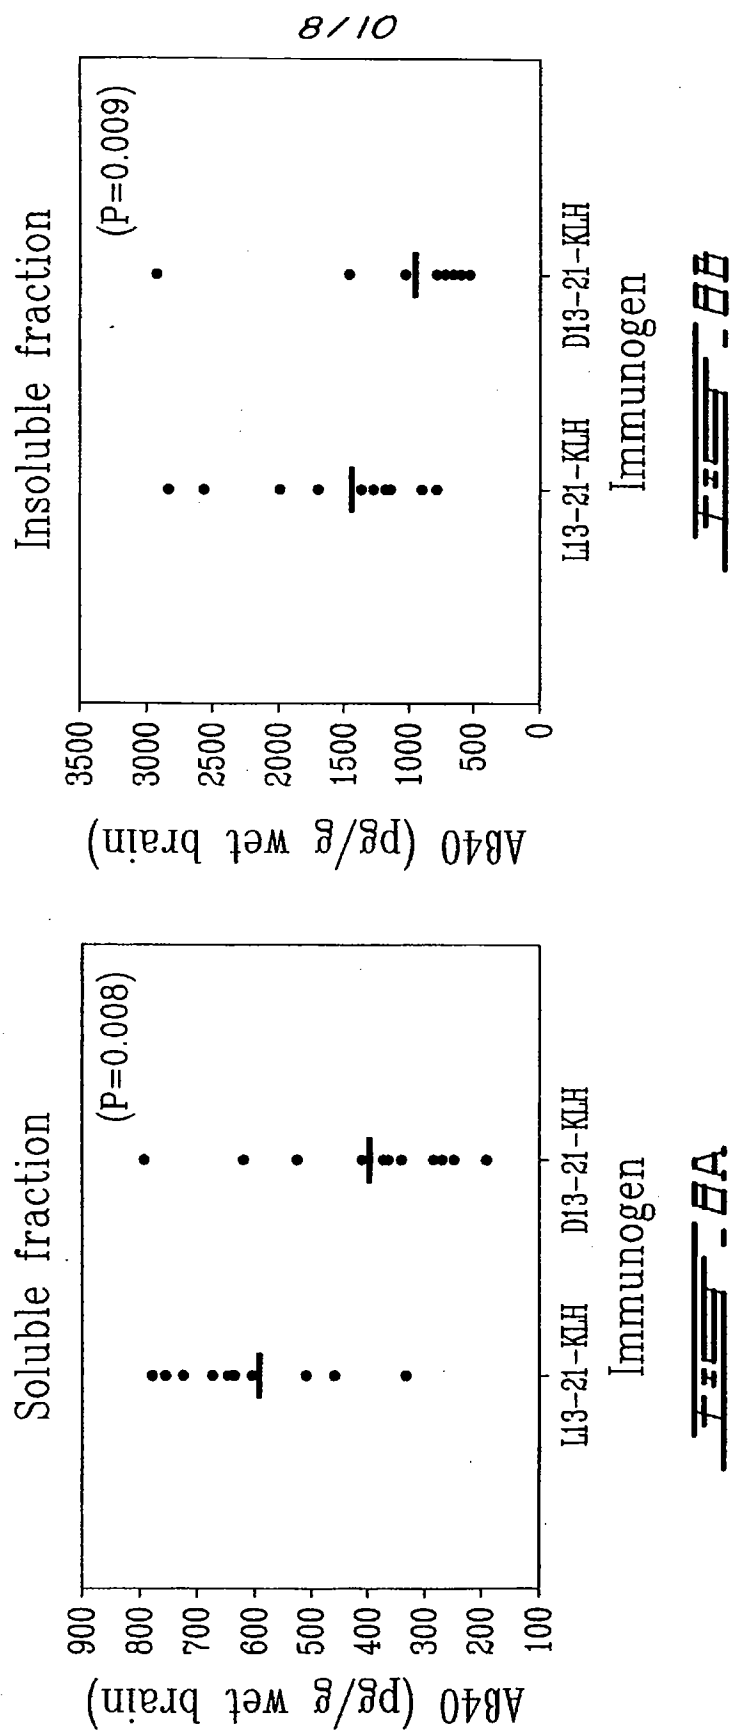 8/10
Soluble fraction
(P=0.008)
900
800
700
600
500
400
300
200
100
Aβ40 (pg/g wet brain)
L13-21-KLH
D13-21-KLH
Immunogen
FIG. 8A
Insoluble fraction
(P=0.009)
3500
3000
2500
2000
1500
1000
500
0
Aβ40 (pg/g wet brain)
L13-21-KLH
D13-21-KLH
Immunogen
FIG. 8B